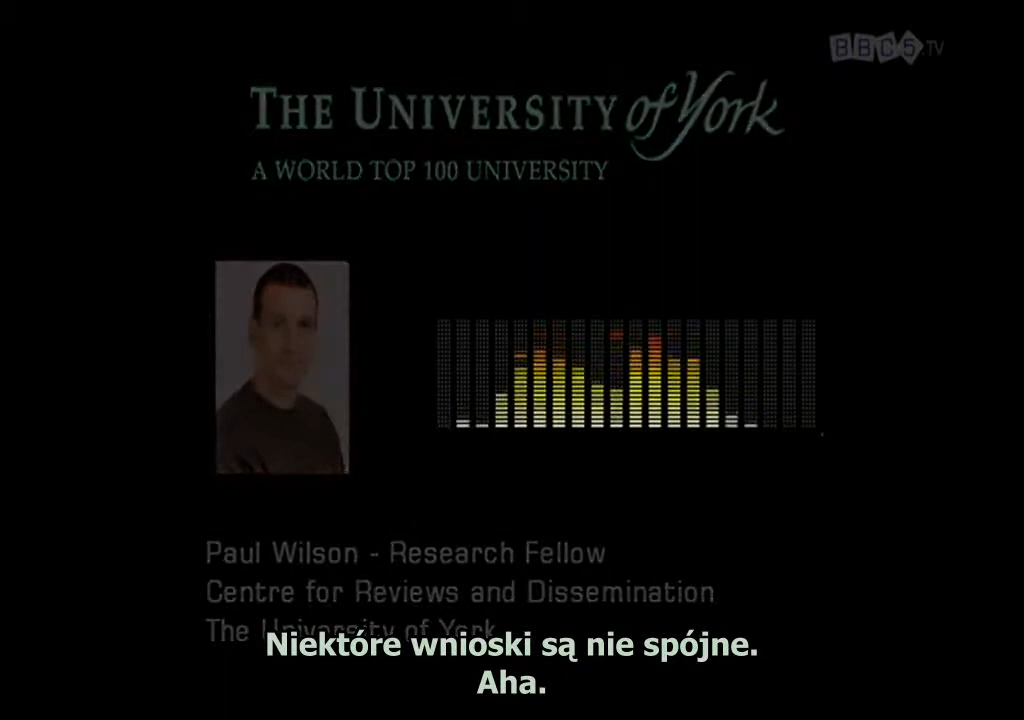 BBC5.TV
THE UNIVERSITY of York
A WORLD TOP 100 UNIVERSITY
Paul Wilson - Research Fellow
Centre for Reviews and Dissemination
The University of York
Niektóre wnioski są nie spójne.
Aha.